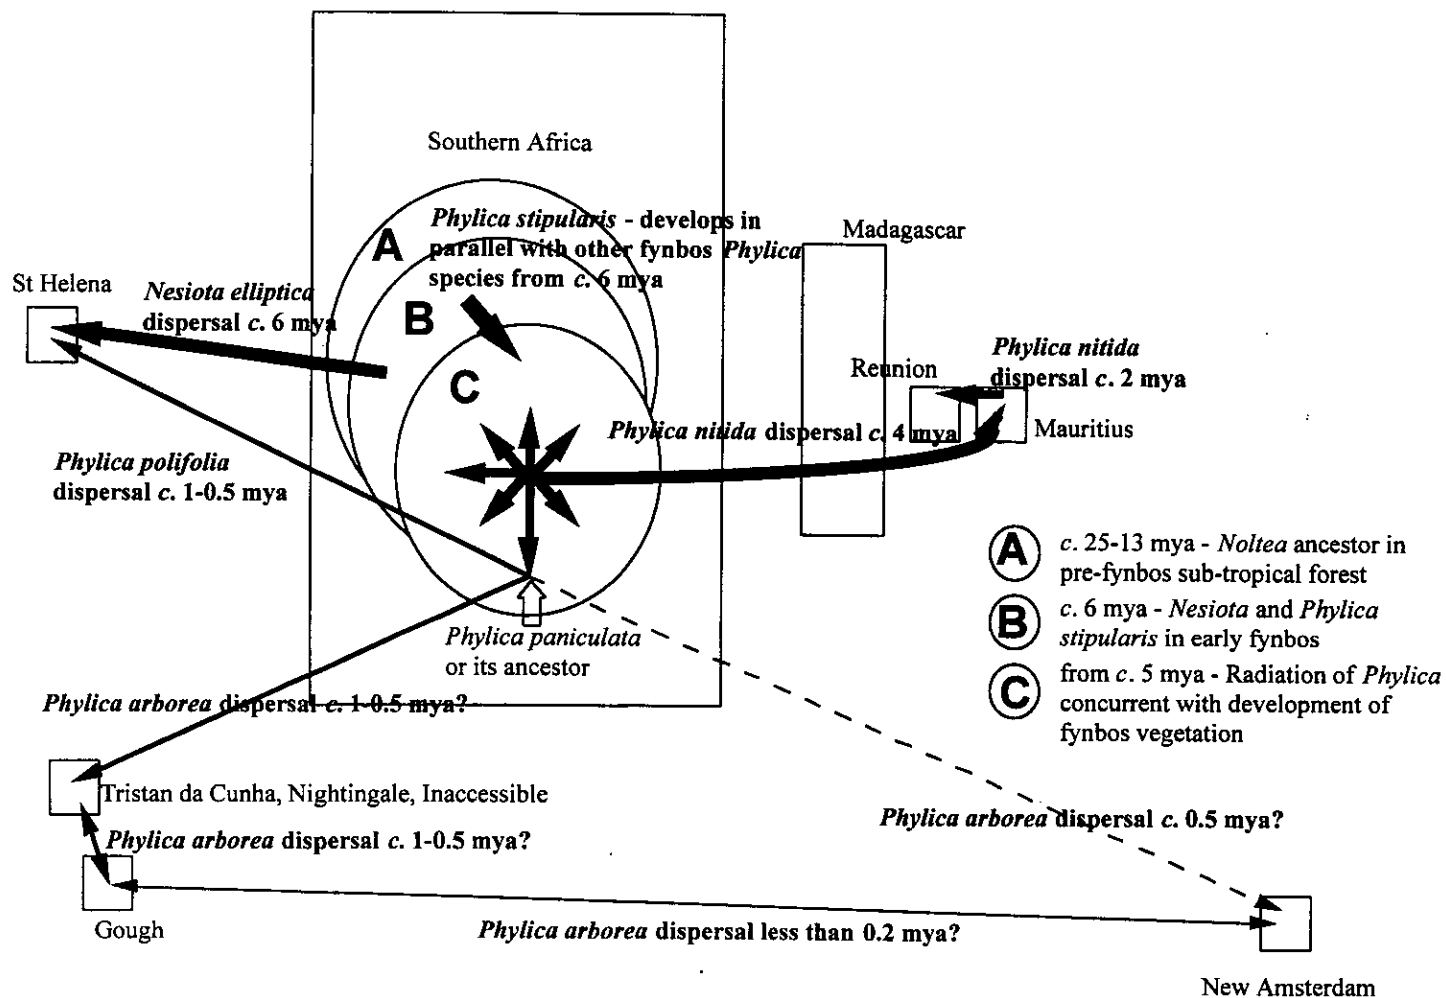 Southern Africa
Phylica stipularis - develops in
parallel with other fynbos Phylica
species from c. 6 mya
A
B
C
Madagascar
St Helena
Nesiota elliptica
dispersal c. 6 mya
Phylica nitida
dispersal c. 2 mya
Reunion
Mauritius
Phylica nitida dispersal c. 4 mya
Phylica polifolia
dispersal c. 1-0.5 mya
A
c. 25-13 mya - Noltea ancestor in
pre-fynbos sub-tropical forest
B
c. 6 mya - Nesiota and Phylica
stipularis in early fynbos
C
from c. 5 mya - Radiation of Phylica
concurrent with development of
fynbos vegetation
Phylica paniculata
or its ancestor
Phylica arborea dispersal c. 1-0.5 mya?
Tristan da Cunha, Nightingale, Inaccessible
Phylica arborea dispersal c. 0.5 mya?
Phylica arborea dispersal c. 1-0.5 mya?
Gough
Phylica arborea dispersal less than 0.2 mya?
New Amsterdam